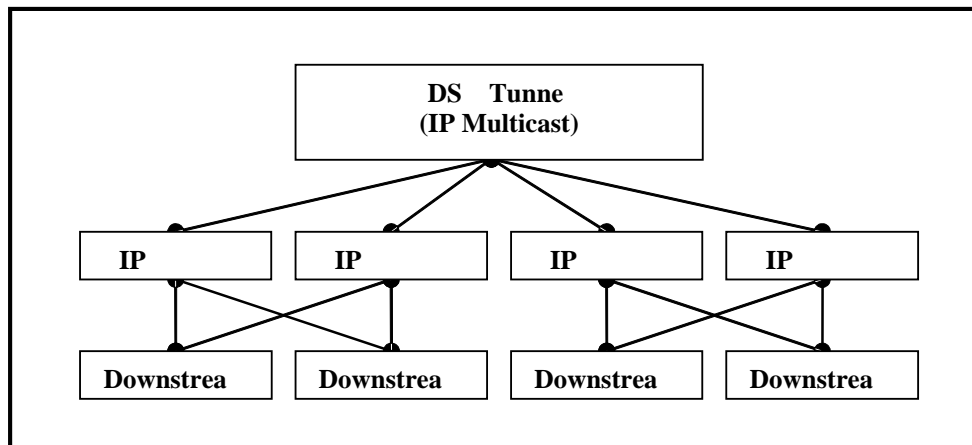 DS Tunne
(IP Multicast)
IP IP IP IP
Downstrea Downstrea Downstrea Downstrea